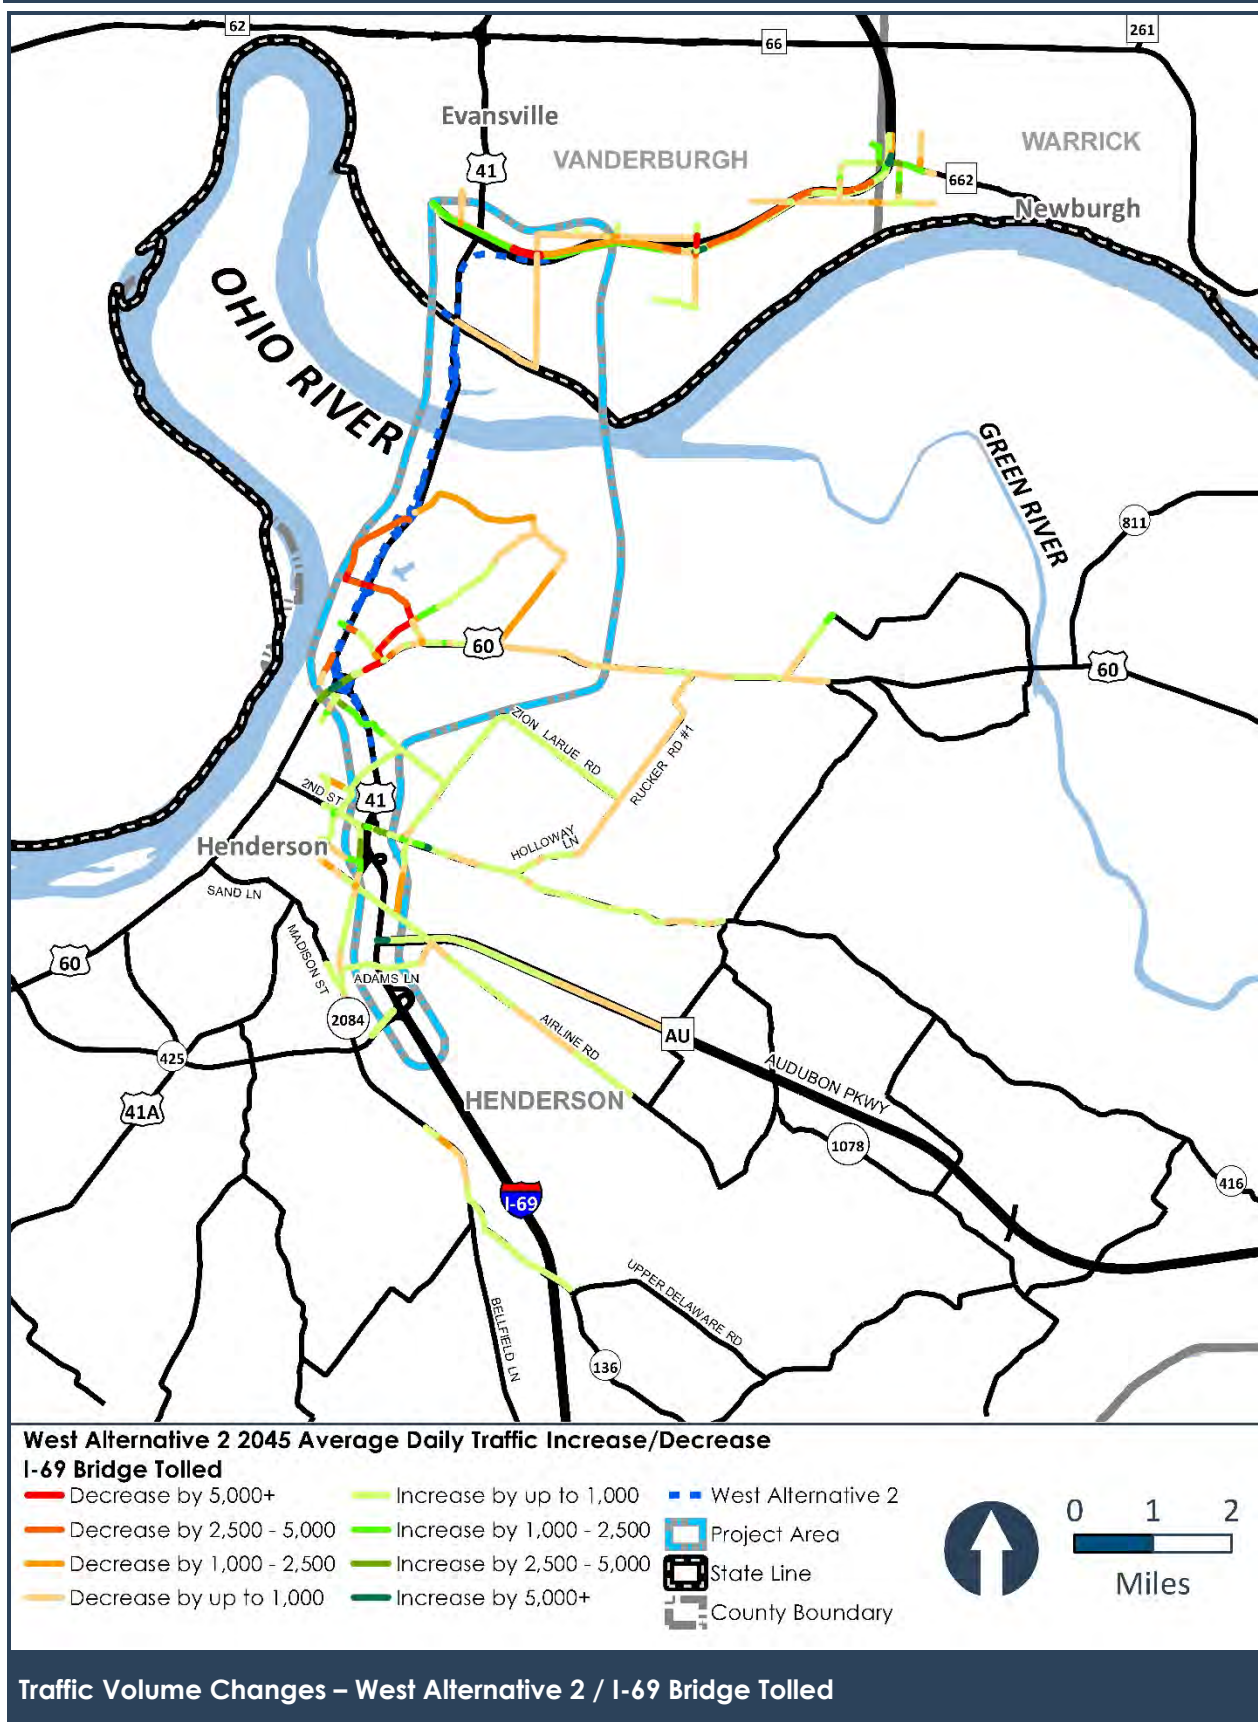 62
66
261
Evansville
VANDERBURGH
WARRICK
41
662
Newburgh
OHIO RIVER
GREEN RIVER
811
60
60
ZION LARUE RD
RUCKER RD #1
2ND ST
41
Henderson
HOLLOWAY LN
SAND LN
MADISON ST
60
ADAMS LN
2084
AIRLINE RD
AU
425
AUDUBON PKWY
HENDERSON
41A
1078
416
I-69
UPPER DELAWARE RD
BELLFIELD LN
136
West Alternative 2 2045 Average Daily Traffic Increase/Decrease
I-69 Bridge Tolled
Decrease by 5,000+
Decrease by 2,500 - 5,000
Decrease by 1,000 - 2,500
Decrease by up to 1,000
Increase by up to 1,000
Increase by 1,000 - 2,500
Increase by 2,500 - 5,000
Increase by 5,000+
West Alternative 2
Project Area
State Line
County Boundary
0 1 2
Miles
Traffic Volume Changes – West Alternative 2 / I-69 Bridge Tolled